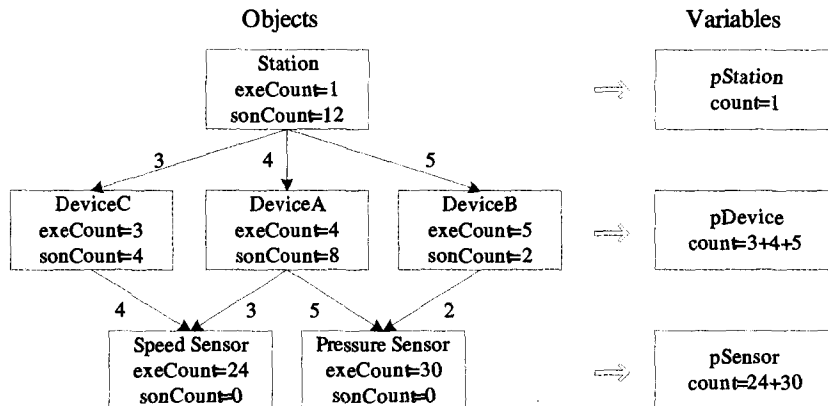 Objects
Variables
Station
exeCount=1
sonCount=12
pStation
count=1
3
4
5
DeviceC
exeCount=3
sonCount=4
DeviceA
exeCount=4
sonCount=8
DeviceB
exeCount=5
sonCount=2
pDevice
count=3+4+5
4
3
5
2
Speed Sensor
exeCount=24
sonCount=0
Pressure Sensor
exeCount=30
sonCount=0
pSensor
count=24+30